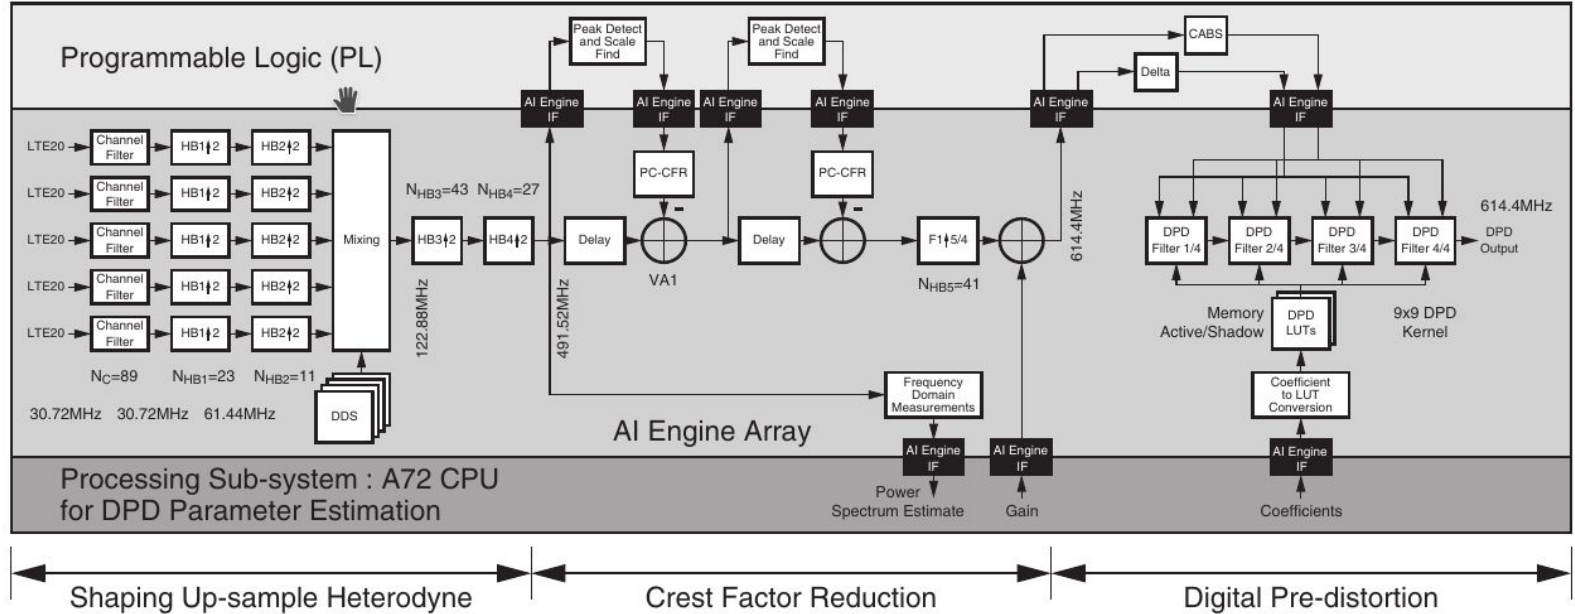 Programmable Logic (PL)
Peak Detect
and Scale
Find
Peak Detect
and Scale
Find
CABS
Delta
AI Engine
IF
AI Engine
IF
AI Engine
IF
AI Engine
IF
AI Engine
IF
AI Engine
IF
LTE20
Channel
Filter
HB1 2
HB2 2
LTE20
Channel
Filter
HB1 2
HB2 2
LTE20
Channel
Filter
HB1 2
HB2 2
LTE20
Channel
Filter
HB1 2
HB2 2
LTE20
Channel
Filter
HB1 2
HB2 2
Mixing
DDS
NC=89
NHB1=23
NHB2=11
30.72MHz
30.72MHz
61.44MHz
NHB3=43
NHB4=27
HB3 2
HB4 2
122.88MHz
491.52MHz
Delay
PC-CFR
-
VA1
Delay
PC-CFR
-
F1 5/4
NHB5=41
614.4MHz
DPD
Filter 1/4
DPD
Filter 2/4
DPD
Filter 3/4
DPD
Filter 4/4
614.4MHz
DPD
Output
Memory
Active/Shadow
DPD
LUTs
9x9 DPD
Kernel
Frequency
Domain
Measurements
Coefficient
to LUT
Conversion
AI Engine Array
AI Engine
IF
AI Engine
IF
AI Engine
IF
Processing Sub-system : A72 CPU
for DPD Parameter Estimation
Power
Spectrum Estimate
Gain
Coefficients
Shaping Up-sample Heterodyne
Crest Factor Reduction
Digital Pre-distortion